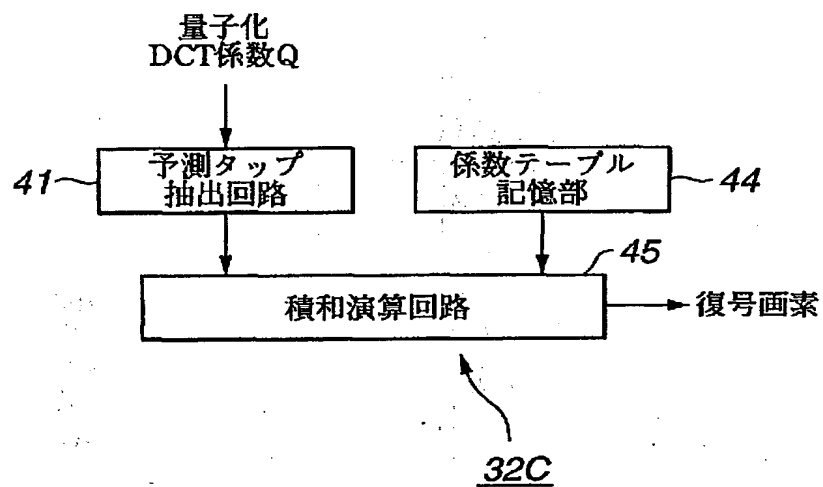 量子化
DCT係数Q
予測タップ
抽出回路
41
係数テーブル
記憶部
44
45
積和演算回路
復号画素
32C